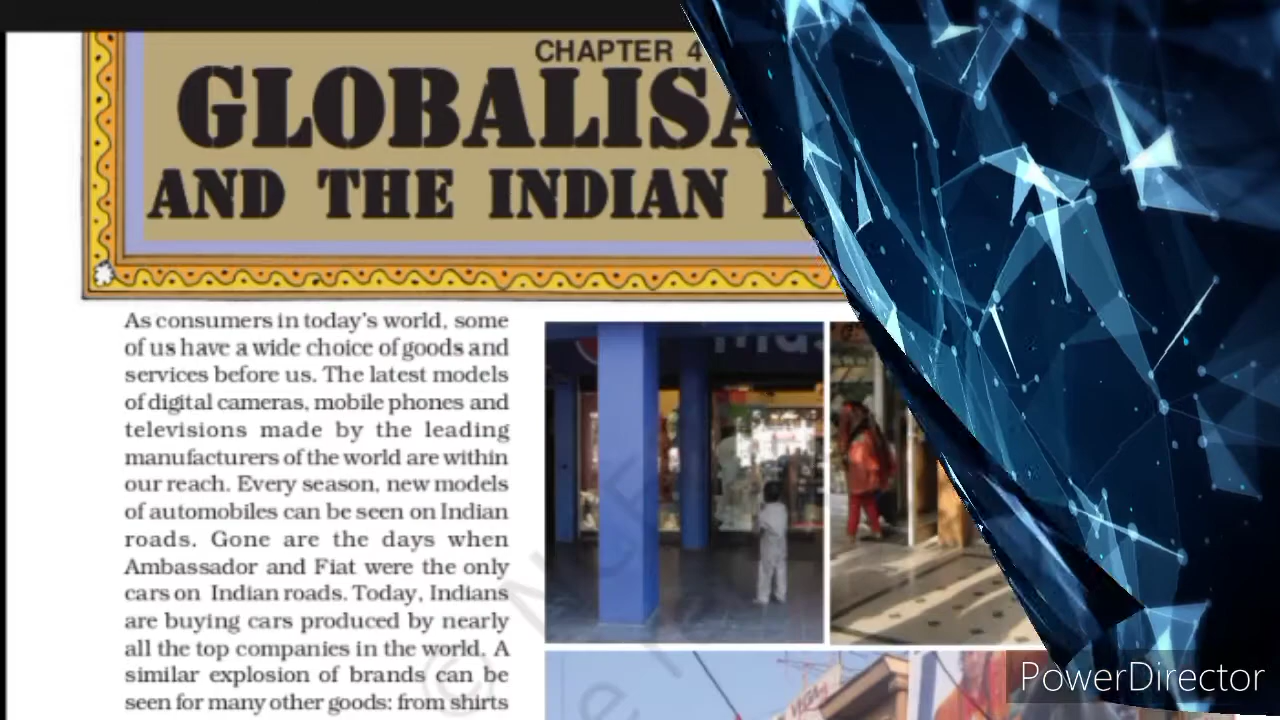 CHAPTER 4
GLOBALISA
AND THE INDIAN E
As consumers in today's world, some
of us have a wide choice of goods and
services before us. The latest models
of digital cameras, mobile phones and
televisions made by the leading
manufacturers of the world are within
our reach. Every season, new models
of automobiles can be seen on Indian
roads. Gone are the days when
Ambassador and Fiat were the only
cars on Indian roads. Today, Indians
are buying cars produced by nearly
all the top companies in the world. A
similar explosion of brands can be
seen for many other goods: from shirts
PowerDirector